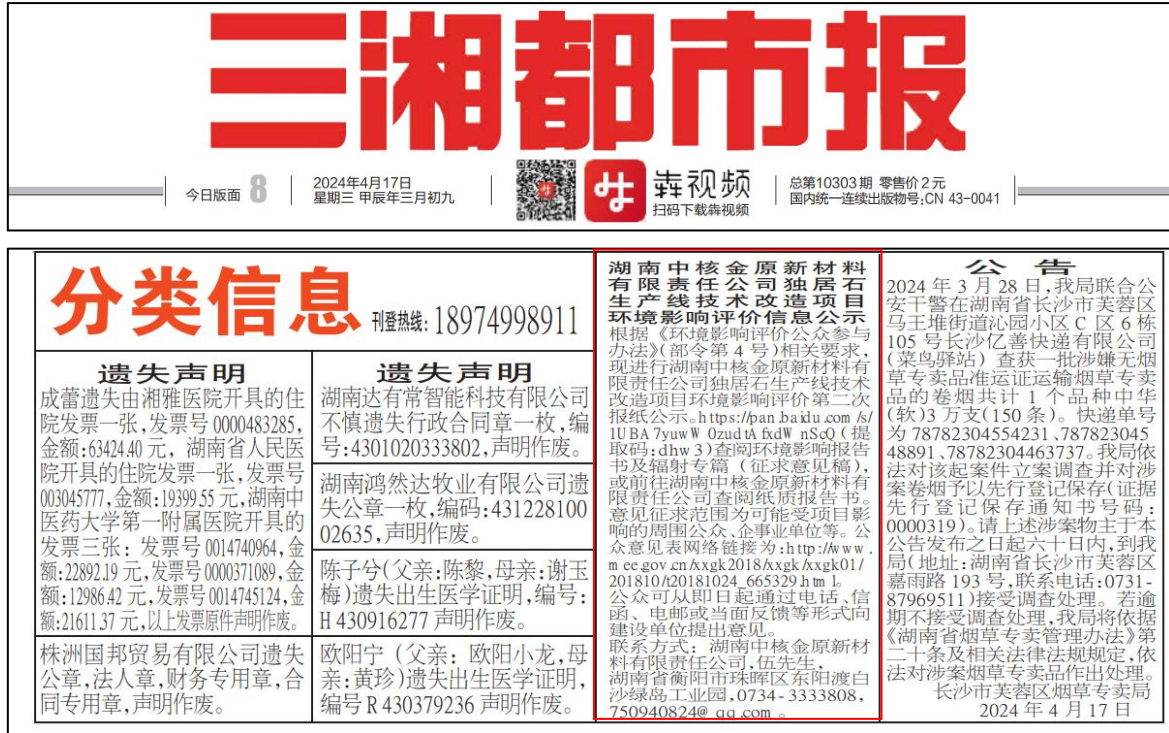 三湘都市报
今日版面 8
2024年4月17日
星期三 甲辰年三月初九
犇视频
扫码下载犇视频
总第10303期 零售价2元
国内统一连续出版物号:CN 43-0041
分类信息
刊登热线:18974998911
遗失声明
成蕾遗失由湘雅医院开具的住
院发票一张,发票号0000483285,
金额:63424.40元, 湖南省人民医
院开具的住院发票一张,发票号
003045777,金额:19399.55元,湖南中
医药大学第一附属医院开具的
发票三张: 发票号0014740964,金
额:22892.19元,发票号0000371089,金
额:12986.42元,发票号0014745124,金
额:21611.37元,以上发票原件声明作废。
株洲国邦贸易有限公司遗失
公章,法人章,财务专用章,合
同专用章,声明作废。
遗失声明
湖南达有常智能科技有限公司
不慎遗失行政合同章一枚,编
号:4301020333802,声明作废。
湖南鸿然达牧业有限公司遗
失公章一枚,编码:431228100
02635,声明作废。
陈子兮(父亲:陈黎,母亲:谢玉
梅)遗失出生医学证明,编号:
H 430916277 声明作废。
欧阳宁（父亲: 欧阳小龙,母
亲:黄珍)遗失出生医学证明,
编号R 430379236 声明作废。
湖南中核金原新材料
有限责任公司独居石
生产线技术改造项目
环境影响评价信息公示
根据《环境影响评价公众参与
办法》(部令第4号)相关要求,
现进行湖南中核金原新材料有
限责任公司独居石生产线技术
改造项目环境影响评价第二次
报纸公示。https://pan.baidu.com/s/
1UBA7yuwW0zudtAfxdWnScQ(提
取码:dhw3)查阅环境影响报告
书及辐射专篇（征求意见稿),
或前往湖南中核金原新材料有
限责任公司查阅纸质报告书。
意见征求范围为可能受项目影
响的周围公众、企事业单位等。公
众意见表网络链接为:http://www.
mee.gov.cn/xxgk2018/xxgk/xxgk01/
201810/t20181024_665329.html。
公众可从即日起通过电话、信
函、电邮或当面反馈等形式向
建设单位提出意见。
联系方式: 湖南中核金原新材
料有限责任公司,伍先生,
湖南省衡阳市珠晖区东阳渡白
沙绿岛工业园,0734-3333808,
750940824@qq.com。
公 告
2024年3月28日,我局联合公
安干警在湖南省长沙市芙蓉区
马王堆街道沁园小区C区6栋
105号长沙亿善快递有限公司
(菜鸟驿站) 查获一批涉嫌无烟
草专卖品准运证运输烟草专卖
品的卷烟共计1个品种中华
(软)3万支(150条)。快递单号
为78782304554231、787823045
48891、78782304463737。我局依
法对该起案件立案调查并对涉
案卷烟予以先行登记保存(证据
先行登记保存通知书号码:
0000319)。请上述涉案物主于本
公告发布之日起六十日内,到我
局(地址:湖南省长沙市芙蓉区
嘉雨路193号,联系电话:0731-
87969511)接受调查处理。若逾
期不接受调查处理,我局将依据
《湖南省烟草专卖管理办法》第
二十条及相关法律法规规定,依
法对涉案烟草专卖品作出处理。
长沙市芙蓉区烟草专卖局
2024年4月17日